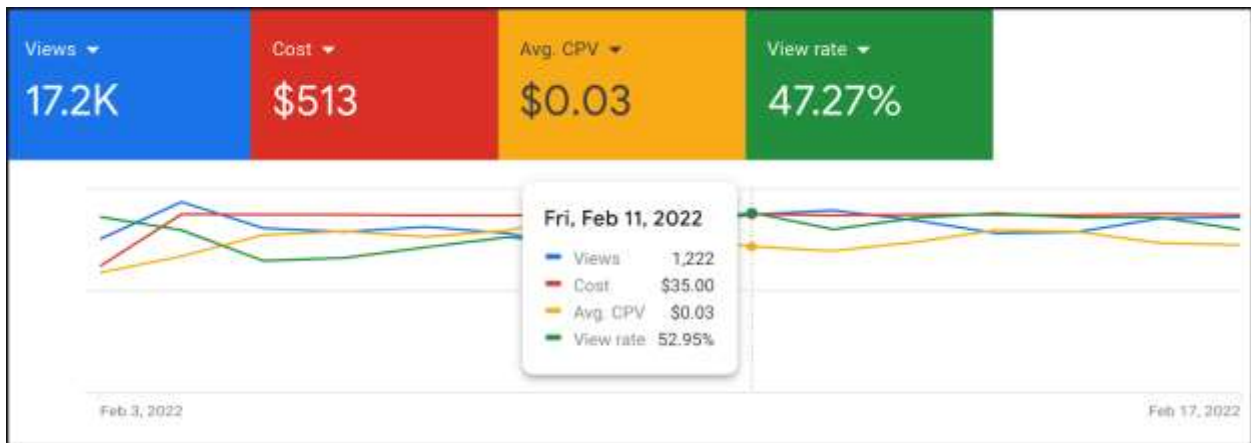 Views
Cost
Avg. CPV
View rate
17.2K
$513
$0.03
47.27%
Fri, Feb 11, 2022
Views 1,222
Cost $35.00
Avg. CPV $0.03
View rate 52.95%
Feb 3, 2022
Feb 17, 2022